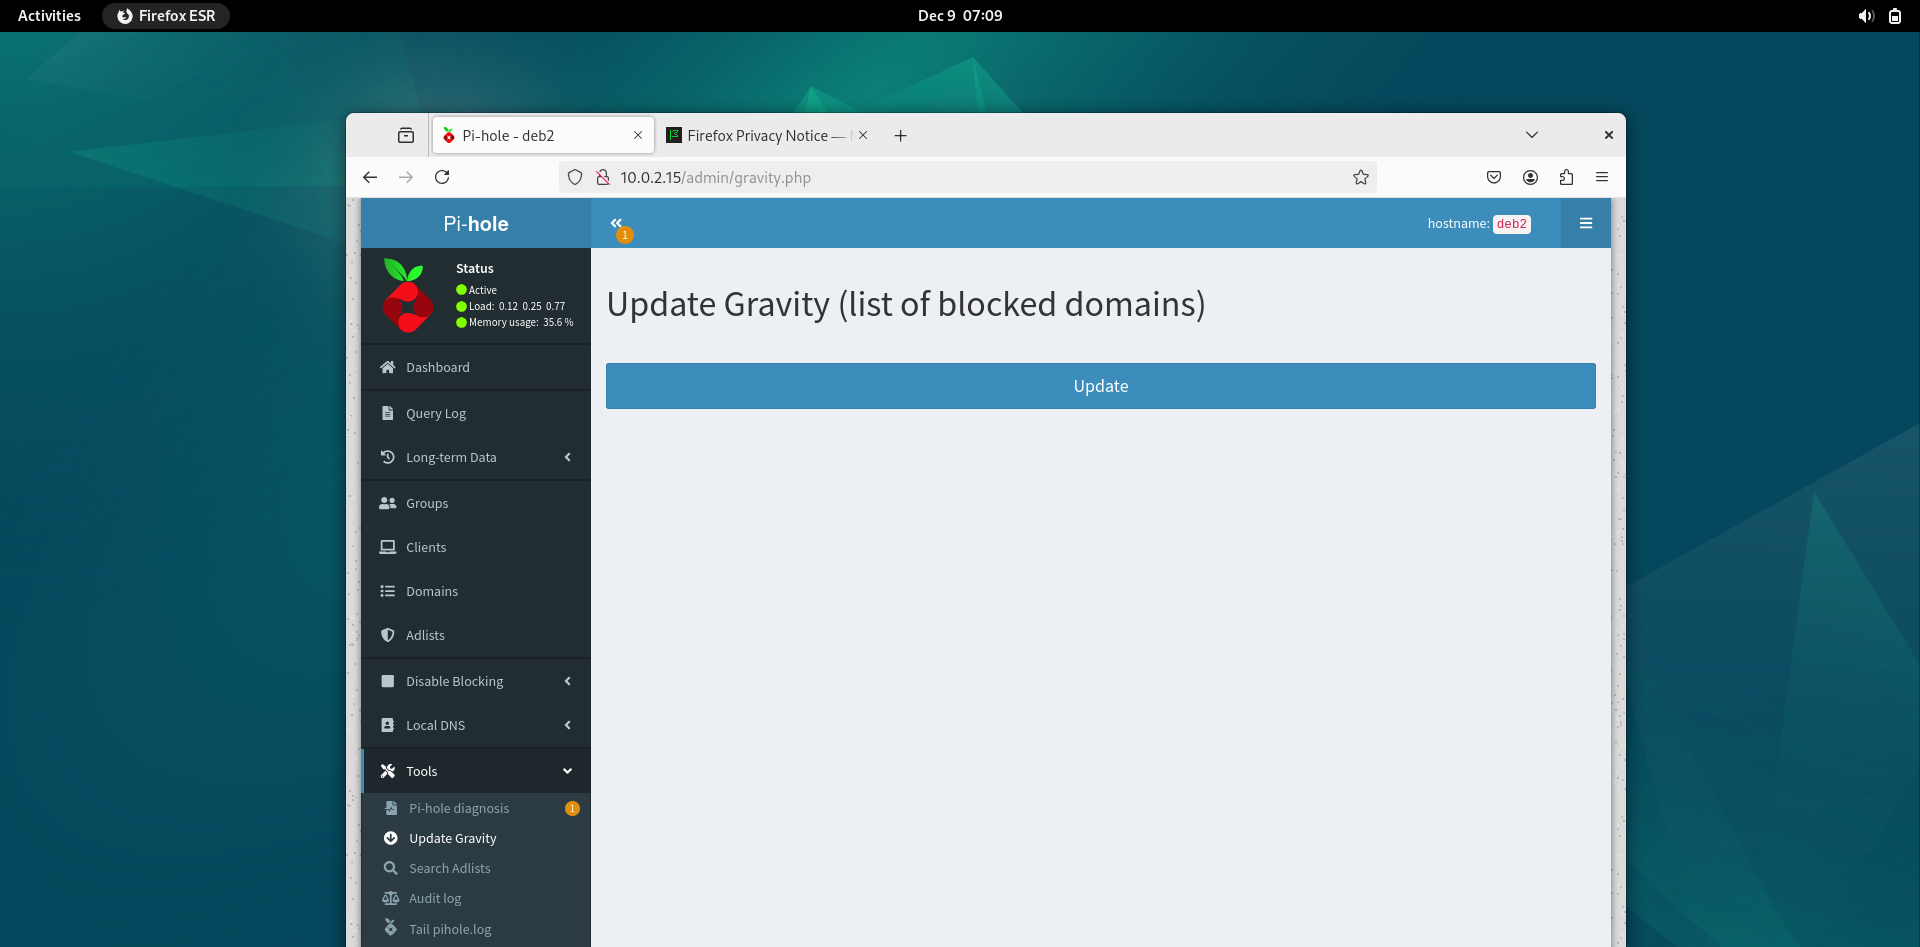 Activities Firefox ESR Dec 9 07:09
Pi-hole - deb2 Firefox Privacy Notice —
10.0.2.15/admin/gravity.php
Pi-hole
1
hostname: deb2
Status
Active
Load: 0.12 0.25 0.77
Memory usage: 35.6 %
Update Gravity (list of blocked domains)
Update
Dashboard
Query Log
Long-term Data
Groups
Clients
Domains
Adlists
Disable Blocking
Local DNS
Tools
Pi-hole diagnosis 1
Update Gravity
Search Adlists
Audit log
Tail pihole.log